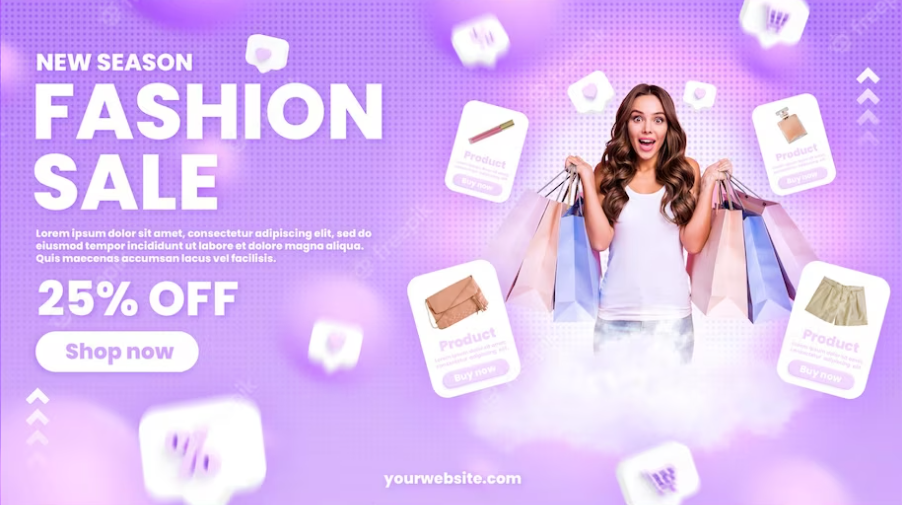 NEW SEASON
FASHION
SALE
Lorem ipsum dolor sit amet, consectetur adipiscing elit, sed do
eiusmod tempor incididunt ut labore et dolore magna aliqua.
Quis maecenas accumsan lacus vel facilisis.
25% OFF
Shop now
Product
Buy now
Product
Buy now
Product
Buy now
Product
Buy now
yourwebsite.com